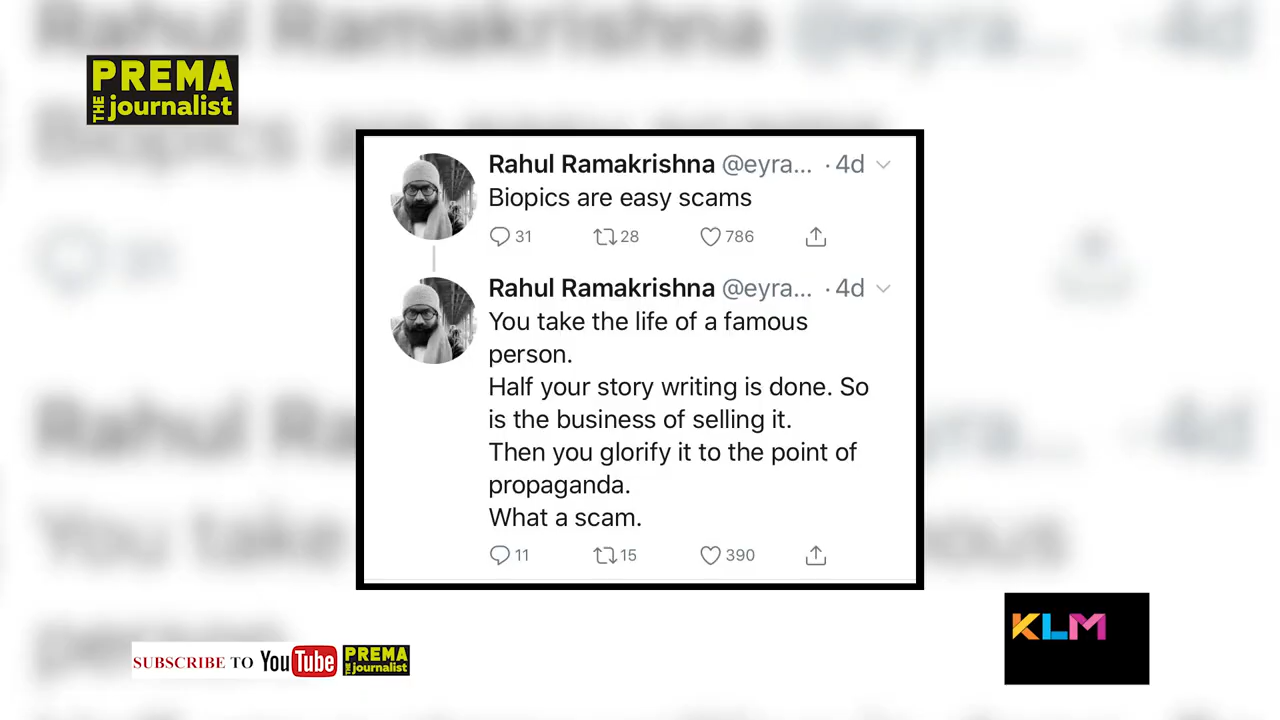 PREMA
THE journalist
Rahul Ramakrishna @eyra... · 4d
Biopics are easy scams
31 28 786
Rahul Ramakrishna @eyra... · 4d
You take the life of a famous
person.
Half your story writing is done. So
is the business of selling it.
Then you glorify it to the point of
propaganda.
What a scam.
11 15 390
KLM
SUBSCRIBE TO YouTube PREMA
THE journalist